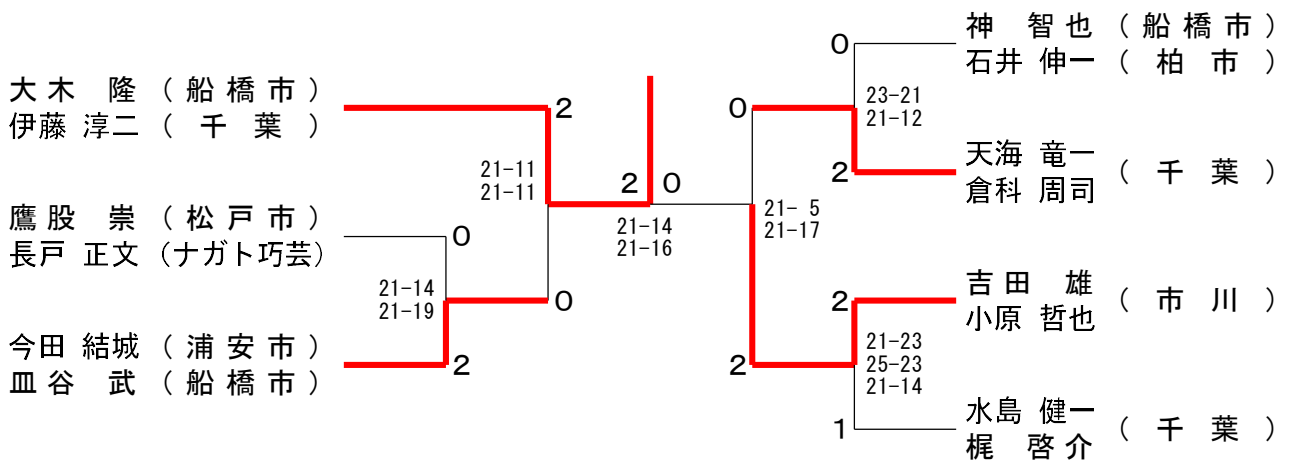 大木 隆 (船橋市)
伊藤 淳二 (千葉)
2
21-11
21-11
鷹股 崇 (松戸市)
長戸 正文 (ナガト巧芸)
0
21-14
21-19
0
今田 結城 (浦安市)
皿谷 武 (船橋市)
2
2 0
21-14
21-16
神 智也 (船橋市)
石井 伸一 (柏市)
0
23-21
21-12
0
天海 竜一
倉科 周司
(千葉)
2
21- 5
21-17
吉田 雄
小原 哲也
(市川)
2
21-23
25-23
21-14
2
水島 健一
梶 啓介
(千葉)
1